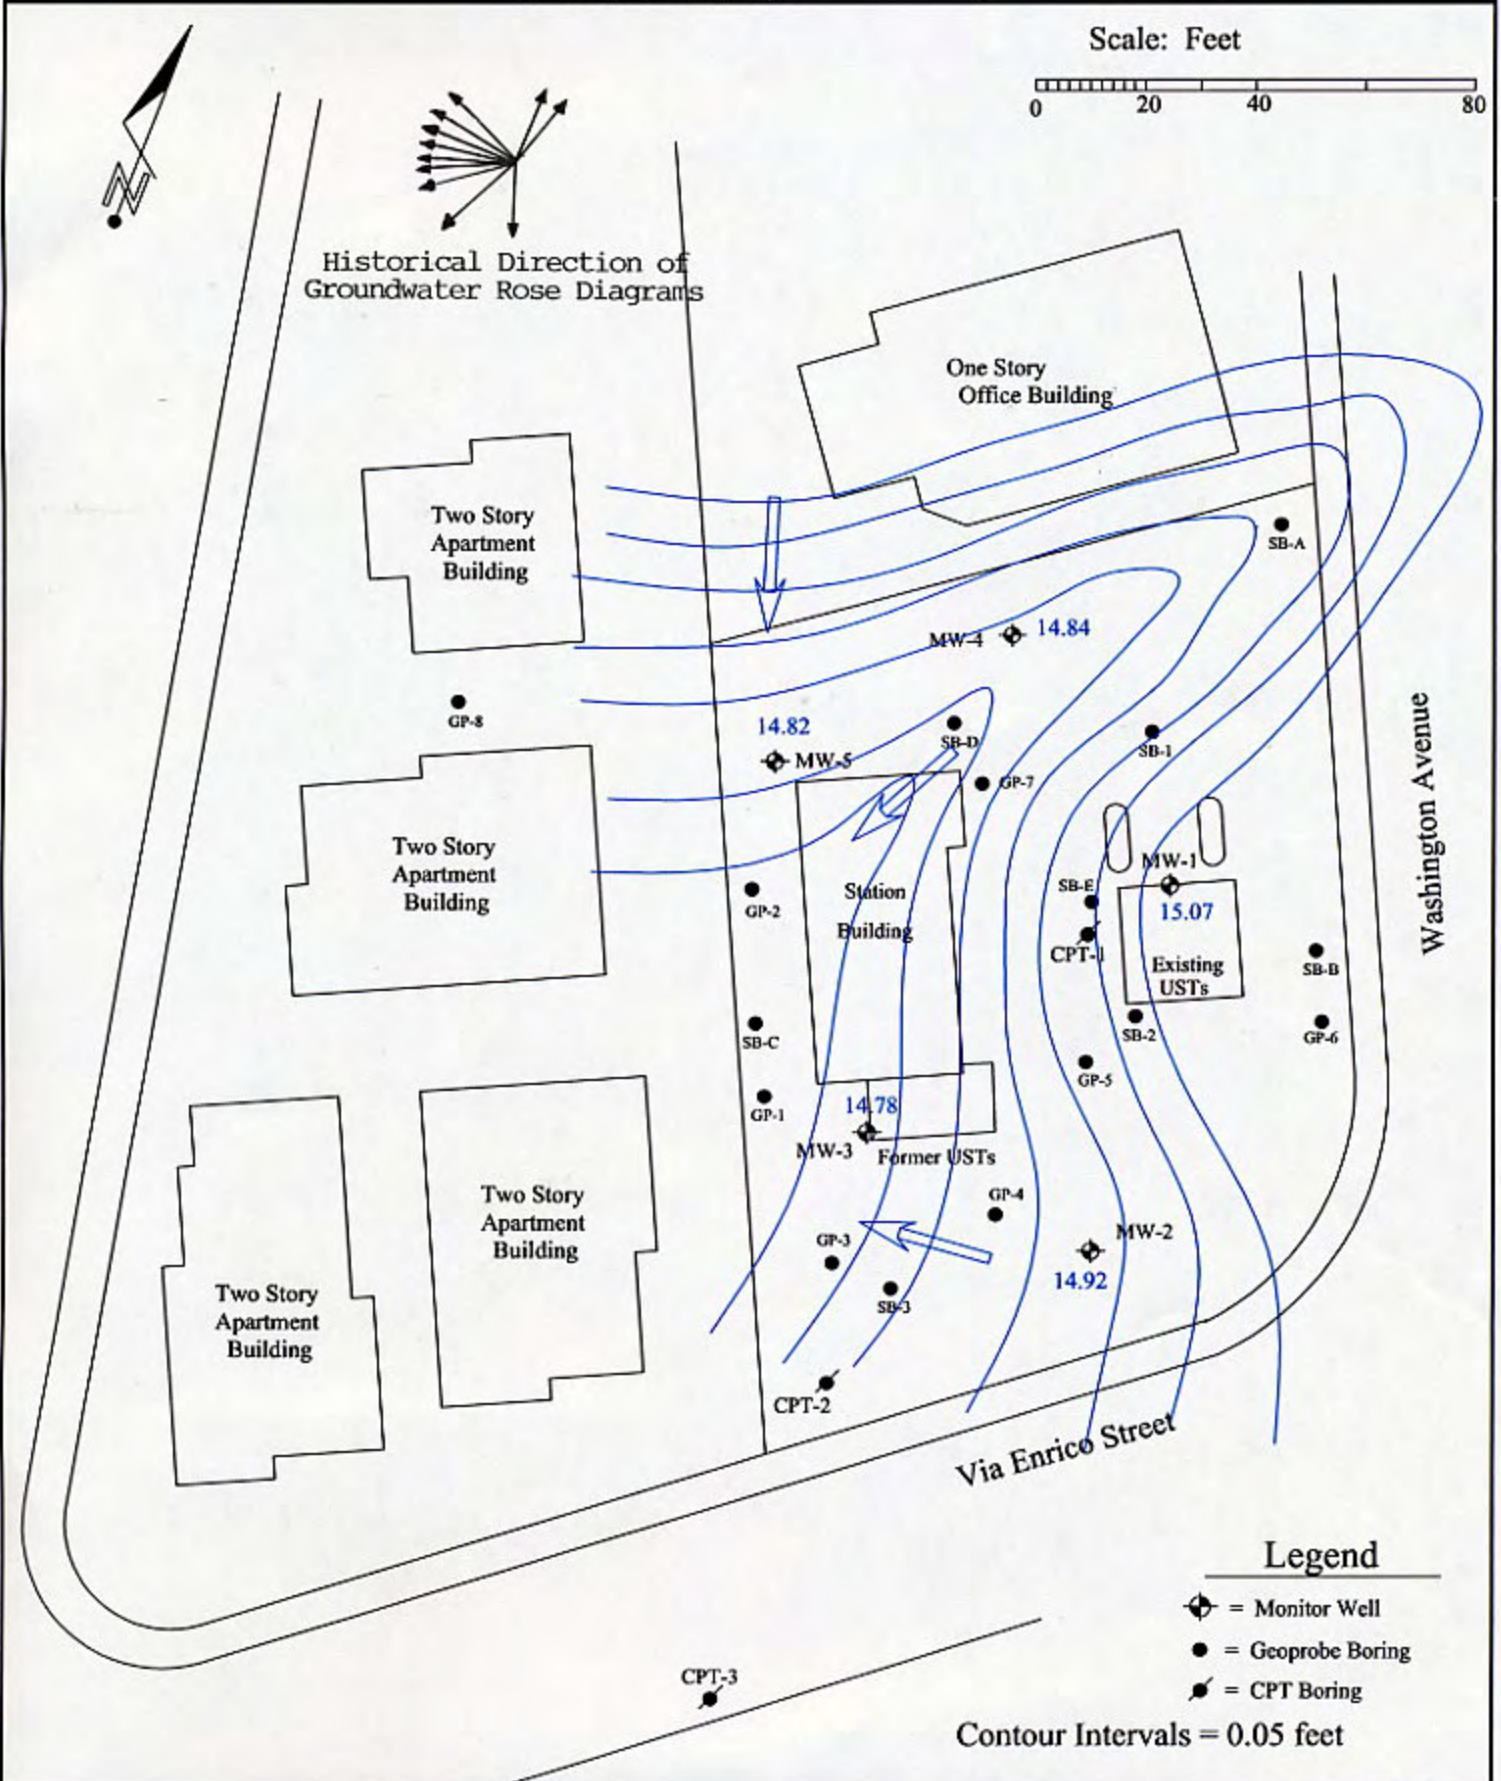 Scale: Feet
0 20 40 80
N
Historical Direction of
Groundwater Rose Diagrams
One Story
Office Building
Two Story
Apartment
Building
SB-A
MW-4 14.84
GP-8
14.82
MW-5
SB-D
SB-1
GP-7
Washington Avenue
Two Story
Apartment
Building
MW-1
SB-E
15.07
Station
Building
GP-2
CPT-1
Existing
USTs
SB-B
SB-2
GP-6
SB-C
GP-5
GP-1
14.78
MW-3
Former USTs
GP-4
Two Story
Apartment
Building
MW-2
GP-3
14.92
SB-3
Two Story
Apartment
Building
CPT-2
Via Enrico Street
Legend
= Monitor Well
= Geoprobe Boring
= CPT Boring
CPT-3
Contour Intervals = 0.05 feet